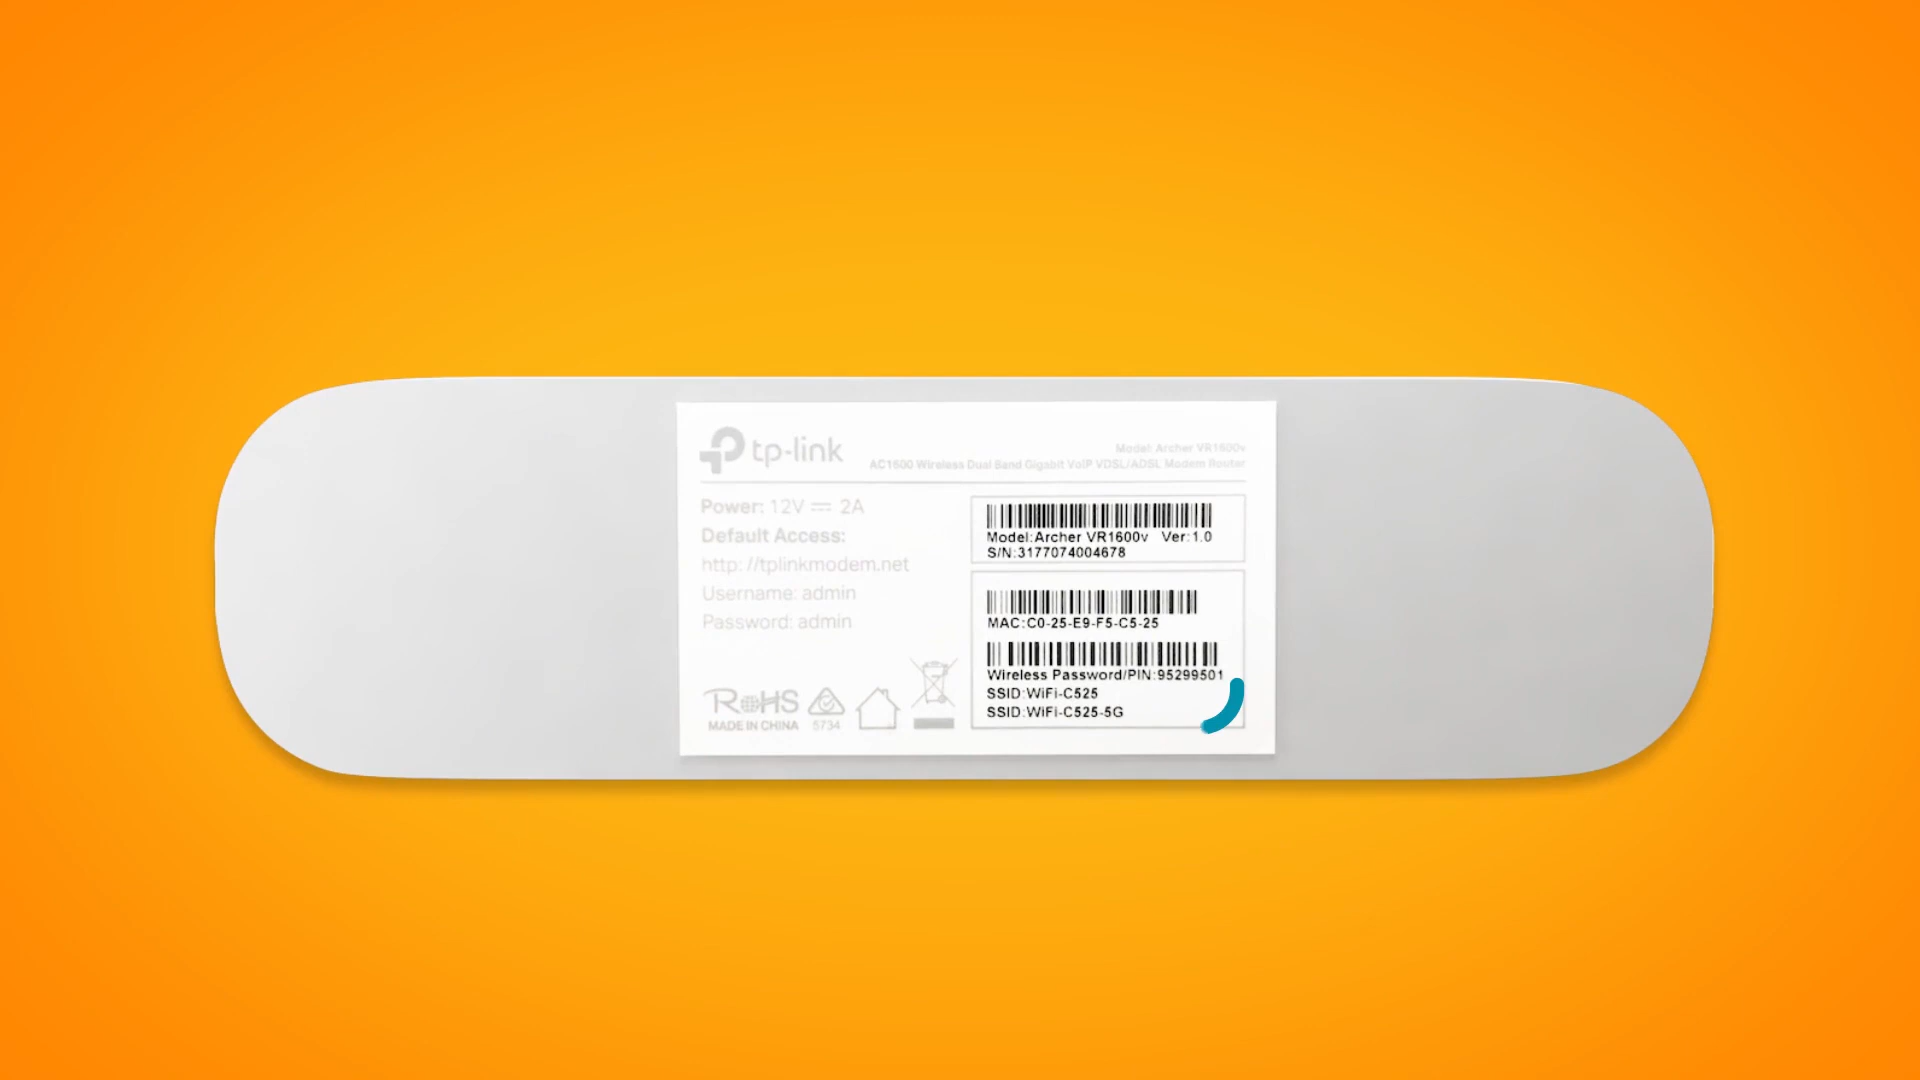 tp-link
Model: Archer VR1600v
AC1600 Wireless Dual Band Gigabit VoIP VDSL/ADSL Modem Router
Power: 12V ⎓ 2A
Default Access:
http: //tplinkmodem.net
Username: admin
Password: admin
RoHS
MADE IN CHINA
5734
Model:Archer VR1600v Ver:1.0
S/N:3177074004678
MAC:C0-25-E9-F5-C5-25
Wireless Password/PIN:95299501
SSID:WiFi-C525
SSID:WiFi-C525-5G